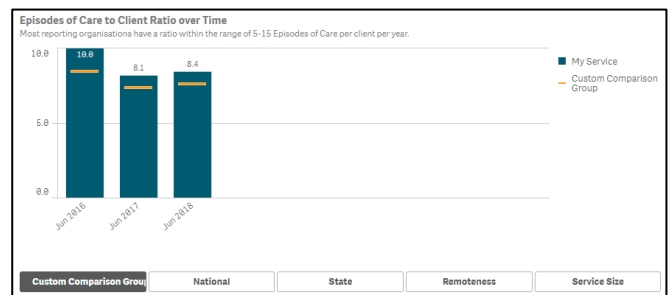 Episodes of Care to Client Ratio over Time
Most reporting organisations have a ratio within the range of 5-15 Episodes of Care per client per year.
10.0
5.0
0.0
10.0
8.1
8.4
Jun 2016
Jun 2017
Jun 2018
My Service
Custom Comparison
Group
Custom Comparison Group
National
State
Remoteness
Service Size